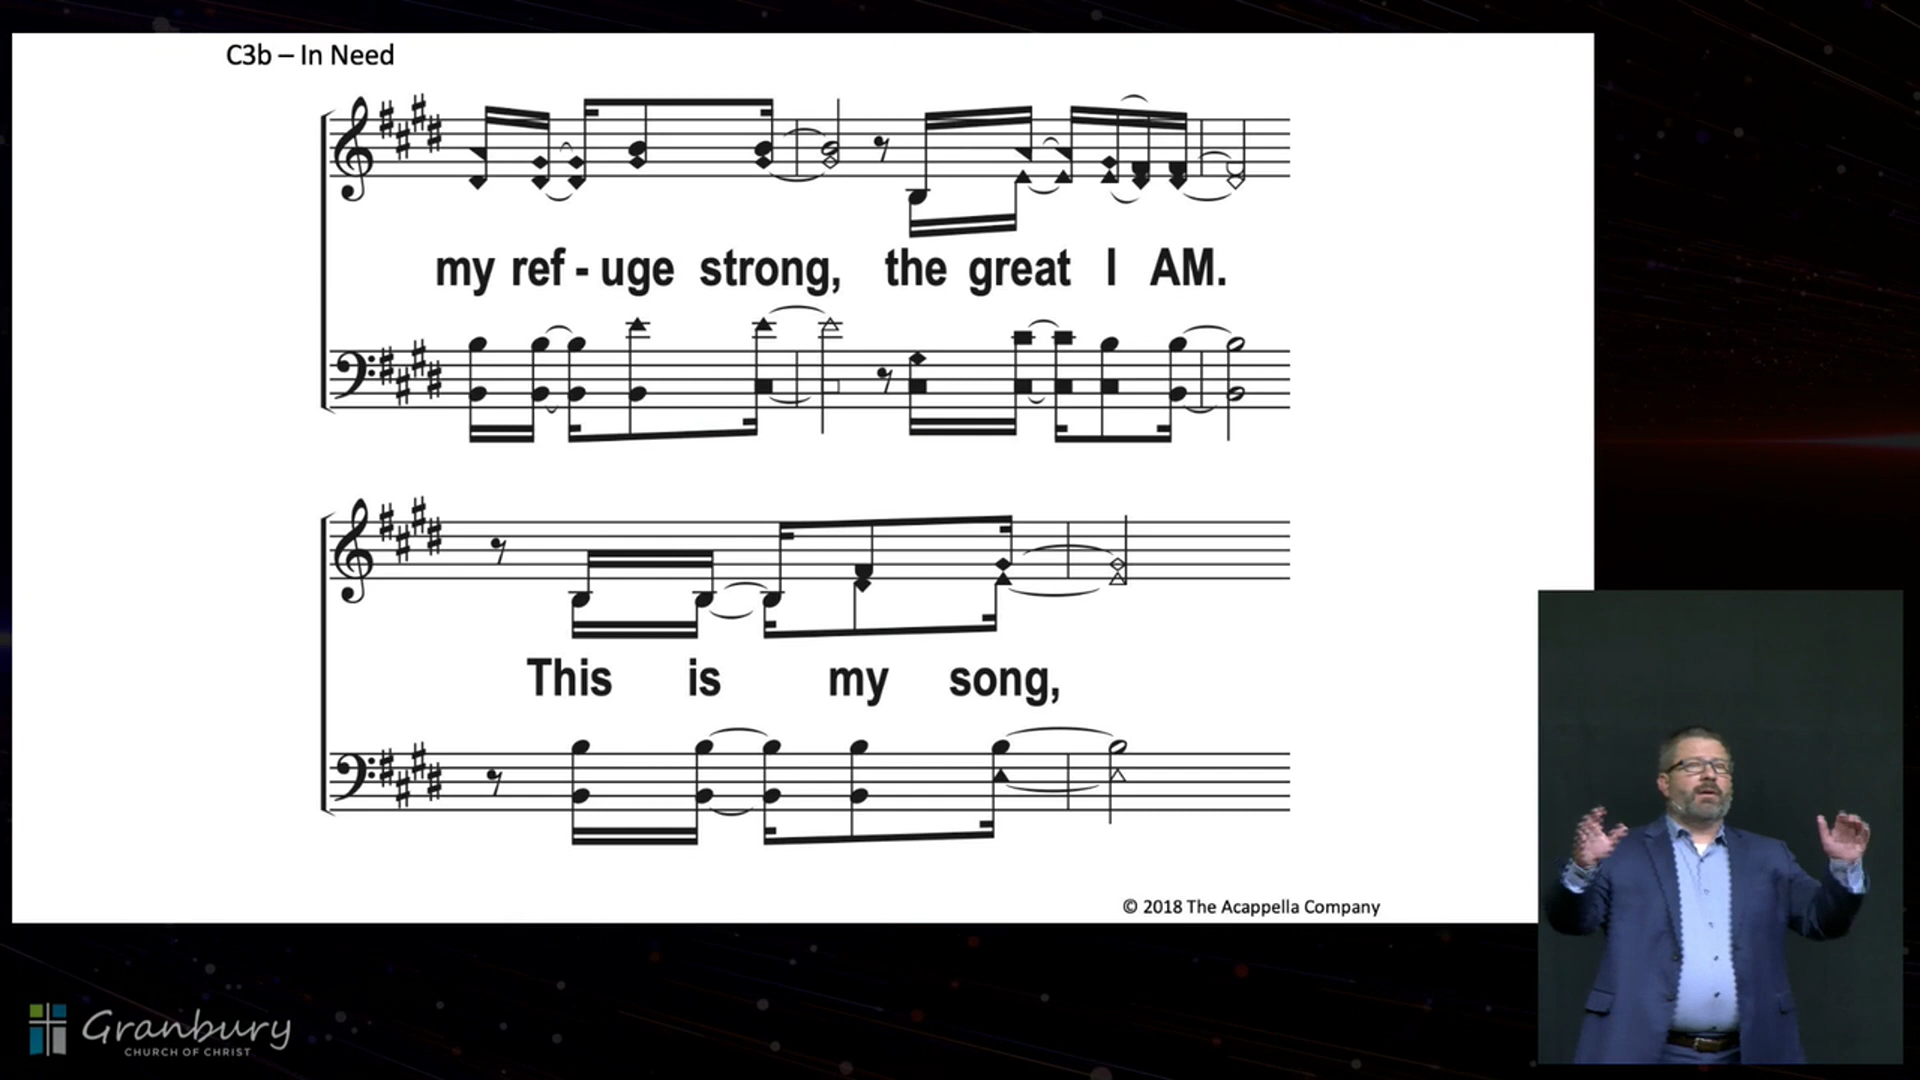 C3b – In Need
my ref - uge strong, the great I AM.
This is my song,
© 2018 The Acappella Company
Granbury
CHURCH OF CHRIST